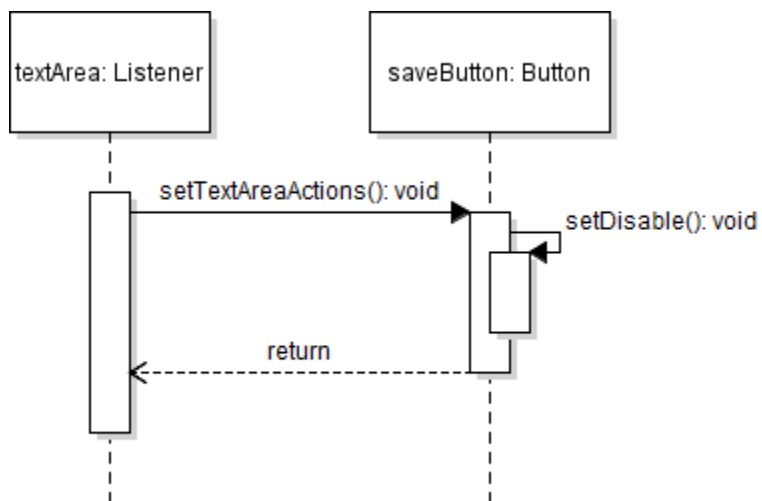 textArea: Listener
saveButton: Button
setTextAreaActions(): void
setDisable(): void
return